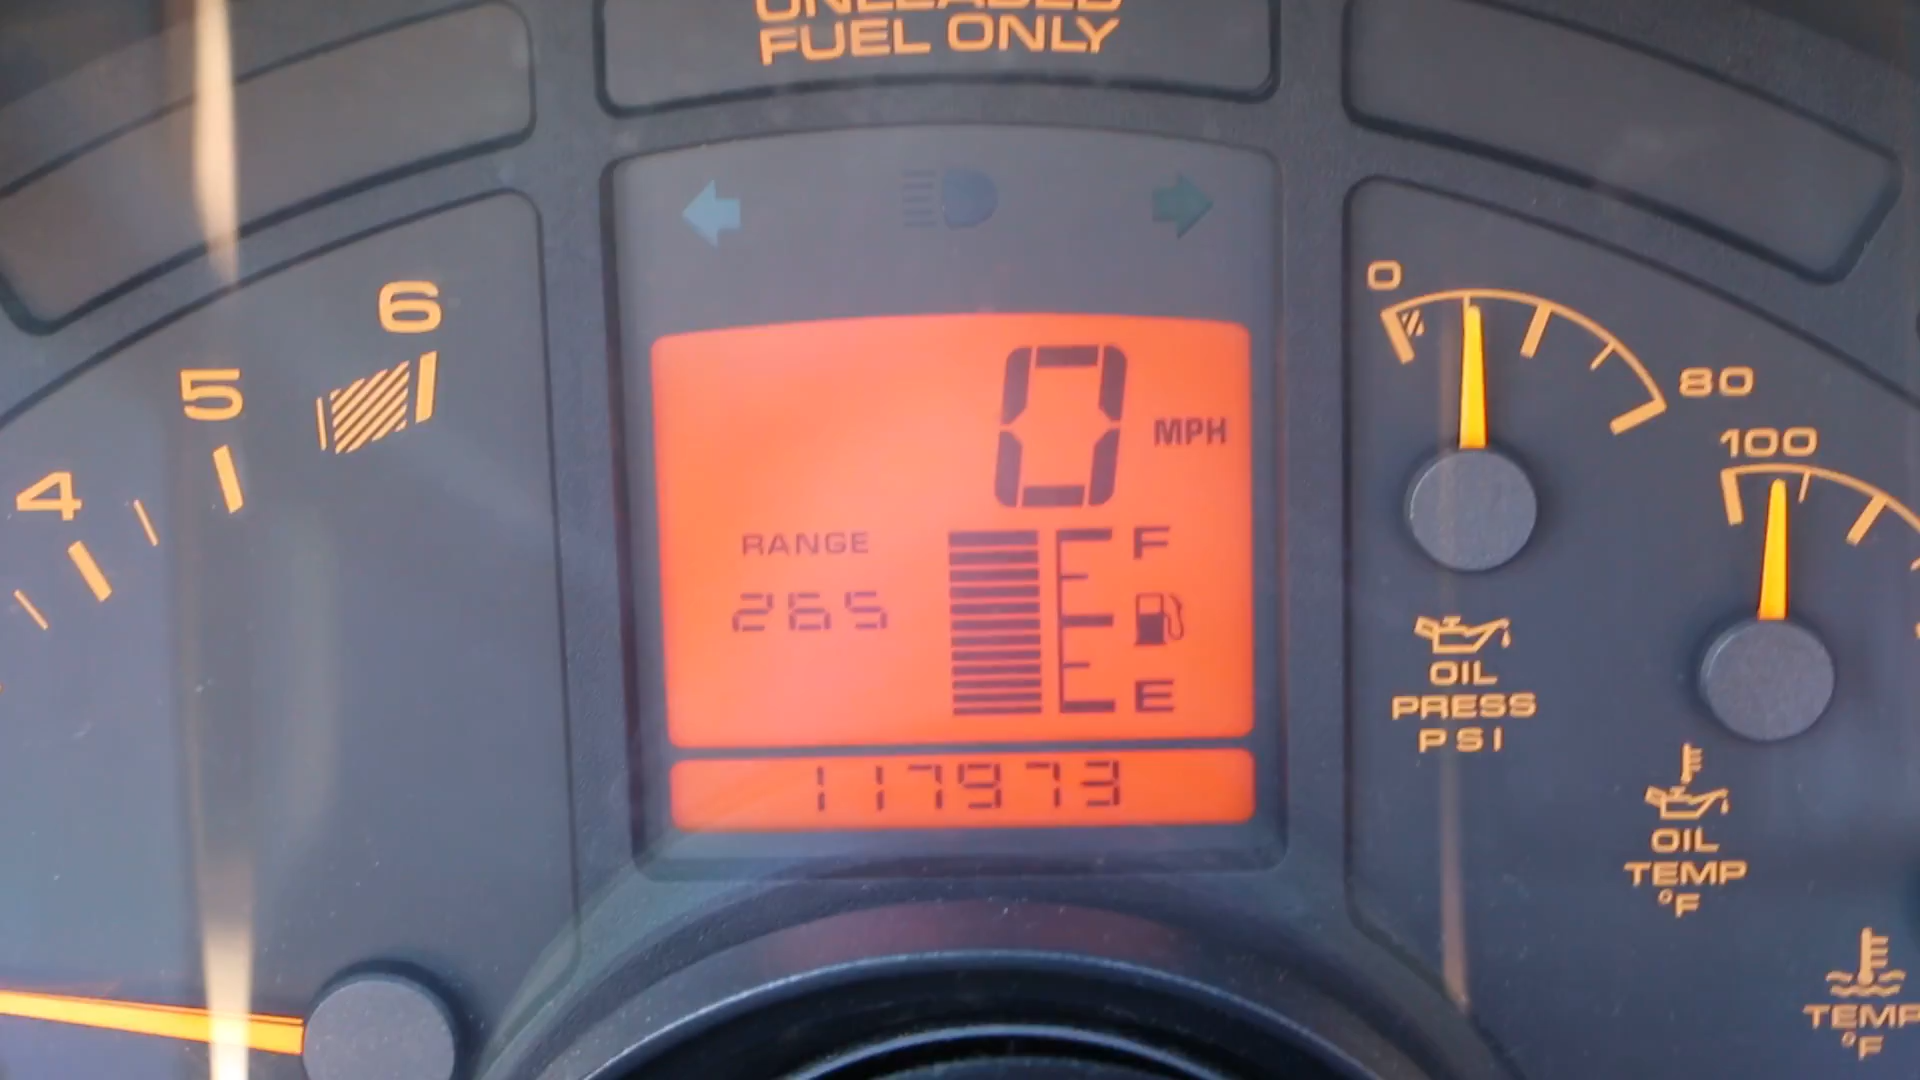 UNLEADED
FUEL ONLY
6
5
4
0
MPH
RANGE
265
F
E
117973
0
80
OIL
PRESS
PSI
100
OIL
TEMP
°F
TEMP
°F